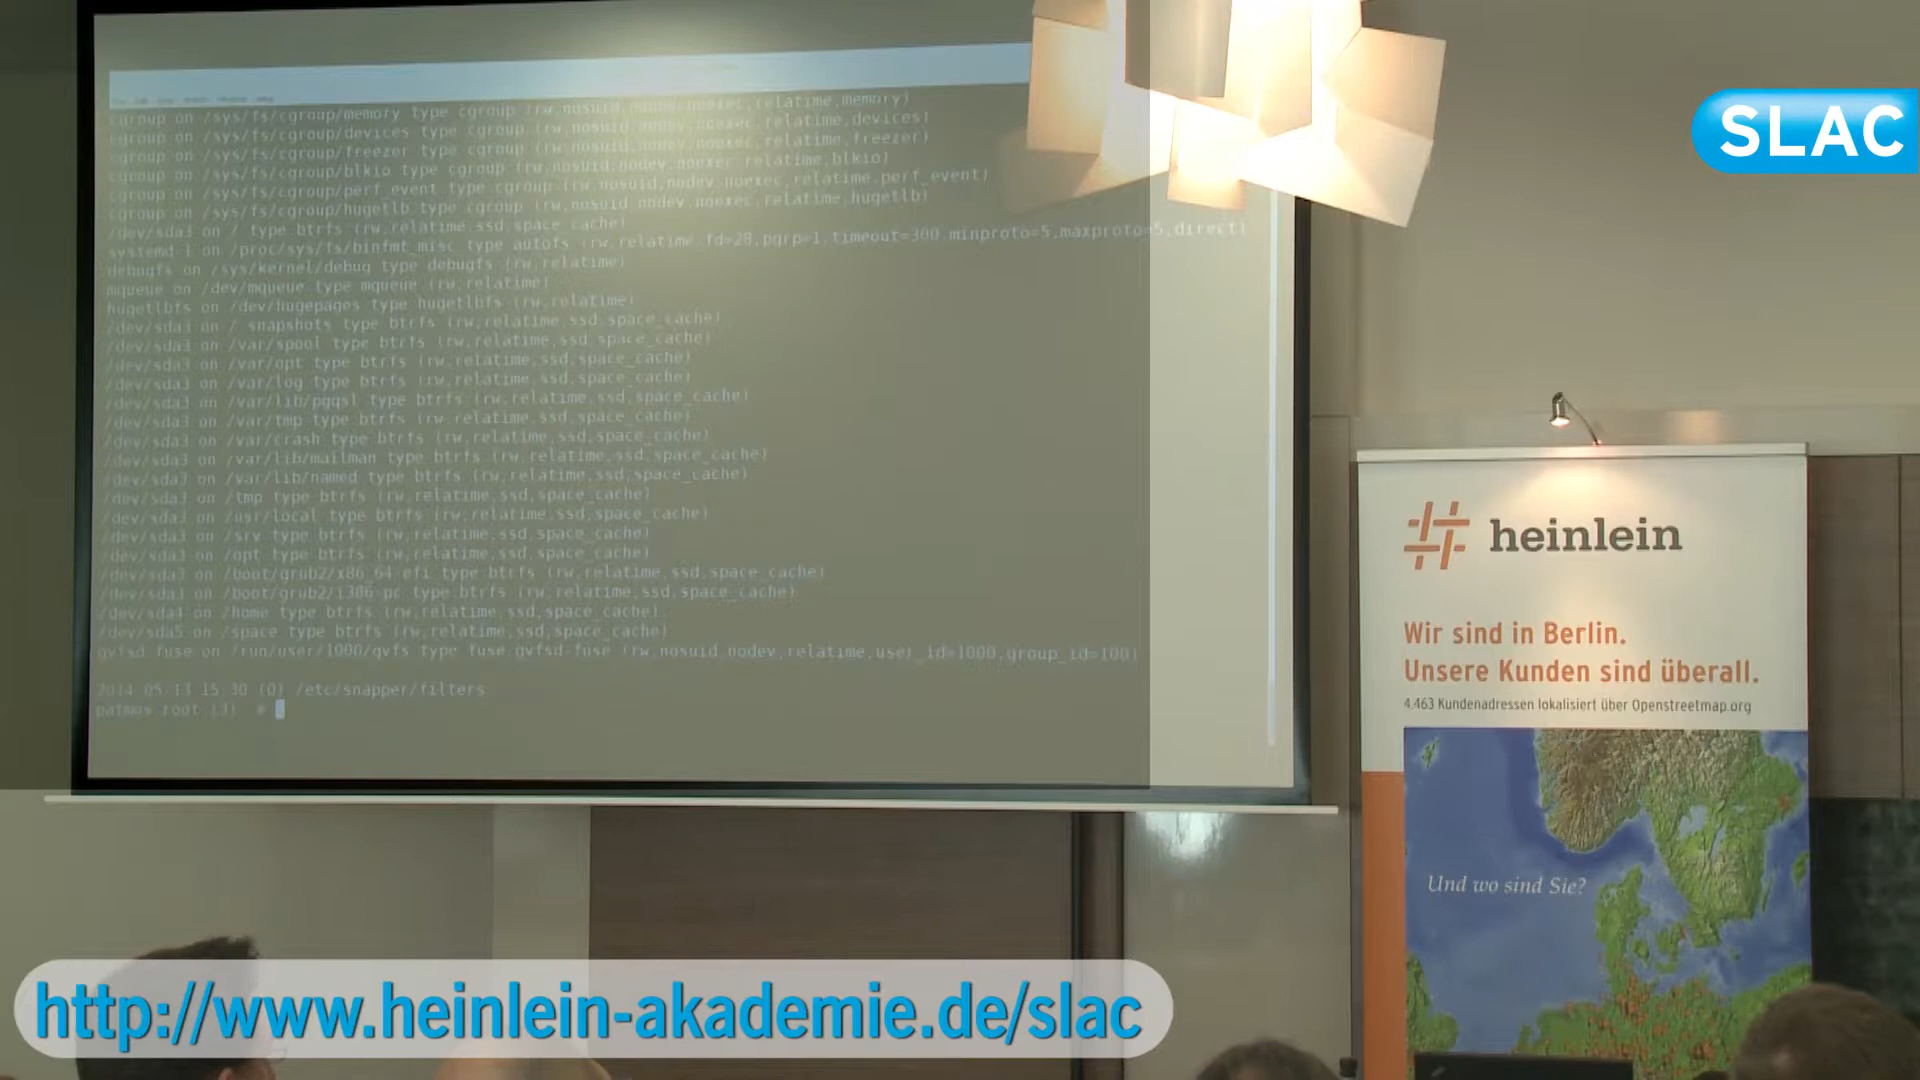 cgroup on /sys/fs/cgroup/memory type cgroup (rw,nosuid,nodev,noexec,relatime,memory)
cgroup on /sys/fs/cgroup/devices type cgroup (rw,nosuid,nodev,noexec,relatime,devices)
cgroup on /sys/fs/cgroup/freezer type cgroup (rw,nosuid,nodev,noexec,relatime,freezer)
cgroup on /sys/fs/cgroup/blkio type cgroup (rw,nosuid,nodev,noexec,relatime,blkio)
cgroup on /sys/fs/cgroup/perf_event type cgroup (rw,nosuid,nodev,noexec,relatime,perf_event)
cgroup on /sys/fs/cgroup/hugetlb type cgroup (rw,nosuid,nodev,noexec,relatime,hugetlb)
/dev/sda3 on / type btrfs (rw,relatime,ssd,space_cache)
systemd-1 on /proc/sys/fs/binfmt_misc type autofs (rw,relatime,fd=28,pgrp=1,timeout=300,minproto=5,maxproto=5,direct)
debugfs on /sys/kernel/debug type debugfs (rw,relatime)
mqueue on /dev/mqueue type mqueue (rw,relatime)
hugetlbfs on /dev/hugepages type hugetlbfs (rw,relatime)
/dev/sda3 on /.snapshots type btrfs (rw,relatime,ssd,space_cache)
/dev/sda3 on /var/spool type btrfs (rw,relatime,ssd,space_cache)
/dev/sda3 on /var/opt type btrfs (rw,relatime,ssd,space_cache)
/dev/sda3 on /var/log type btrfs (rw,relatime,ssd,space_cache)
/dev/sda3 on /var/lib/pgqsl type btrfs (rw,relatime,ssd,space_cache)
/dev/sda3 on /var/tmp type btrfs (rw,relatime,ssd,space_cache)
/dev/sda3 on /var/crash type btrfs (rw,relatime,ssd,space_cache)
/dev/sda3 on /var/lib/mailman type btrfs (rw,relatime,ssd,space_cache)
/dev/sda3 on /var/lib/named type btrfs (rw,relatime,ssd,space_cache)
/dev/sda3 on /tmp type btrfs (rw,relatime,ssd,space_cache)
/dev/sda3 on /usr/local type btrfs (rw,relatime,ssd,space_cache)
/dev/sda3 on /srv type btrfs (rw,relatime,ssd,space_cache)
/dev/sda3 on /opt type btrfs (rw,relatime,ssd,space_cache)
/dev/sda3 on /boot/grub2/x86_64-efi type btrfs (rw,relatime,ssd,space_cache)
/dev/sda3 on /boot/grub2/i386-pc type btrfs (rw,relatime,ssd,space_cache)
/dev/sda4 on /home type btrfs (rw,relatime,ssd,space_cache)
/dev/sda5 on /space type btrfs (rw,relatime,ssd,space_cache)
gvfsd-fuse on /run/user/1000/gvfs type fuse.gvfsd-fuse (rw,nosuid,nodev,relatime,user_id=1000,group_id=100)
2014-05-13 15:30 (0) /etc/snapper/filters
patmos root (3) #
SLAC
heinlein
Wir sind in Berlin.
Unsere Kunden sind überall.
4.463 Kundenadressen lokalisiert über Openstreetmap.org
Und wo sind Sie?
http://www.heinlein-akademie.de/slac